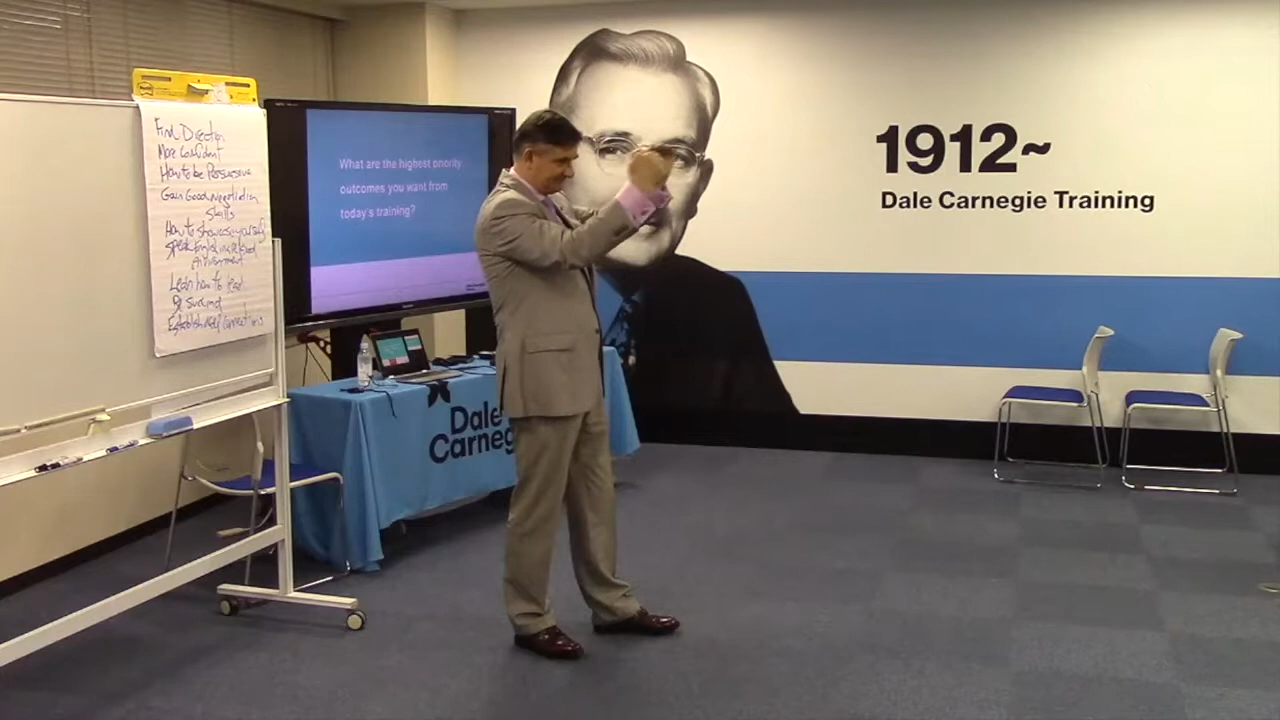 Find Direction
More Confident
How to be Persuasive
Gain Good Negotiation
Skills
How to showcase yourself
Speak English
Learn how to lead
Be succinct
Establish connections
What are the highest priority
outcomes you want from
today's training?
Dale
Carneg
1912~
Dale Carnegie Training